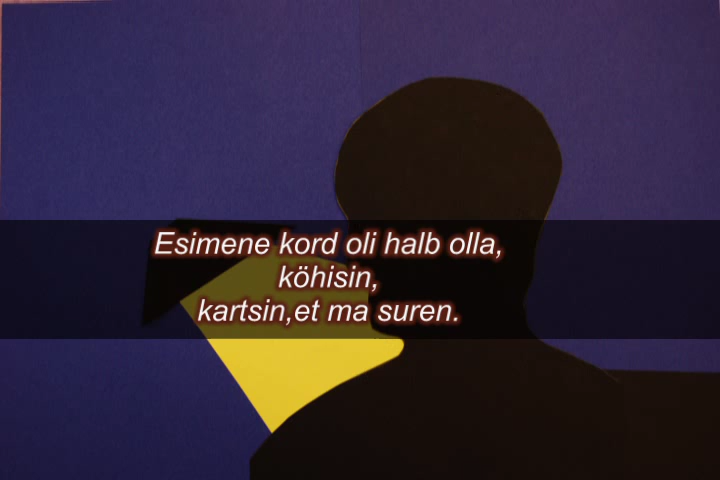 Esimene kord oli halb olla,
köhisin,
kartsin,et ma suren.